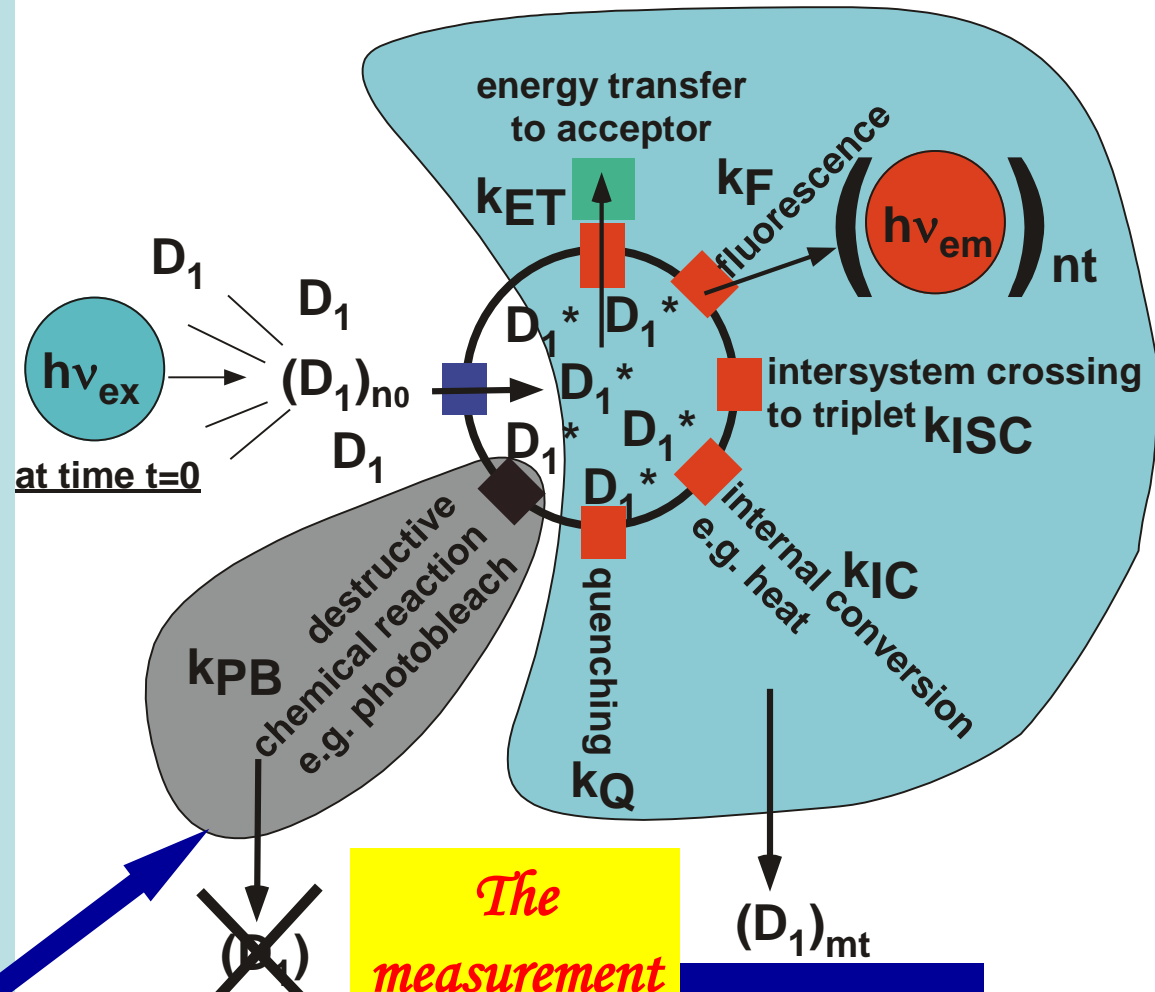 energy transfer
to acceptor
kET
kF
fluorescence
(hνem)nt
D1
D1
hνex
(D1)n0
D1
at time t=0
D1*
D1*
D1*
D1*
D1*
D1*
intersystem crossing
to triplet kISC
internal conversion
e.g. heat
kIC
quenching
kQ
destructive
chemical reaction
e.g. photobleach
kPB
(D1)
(D1)mt
The
measurement